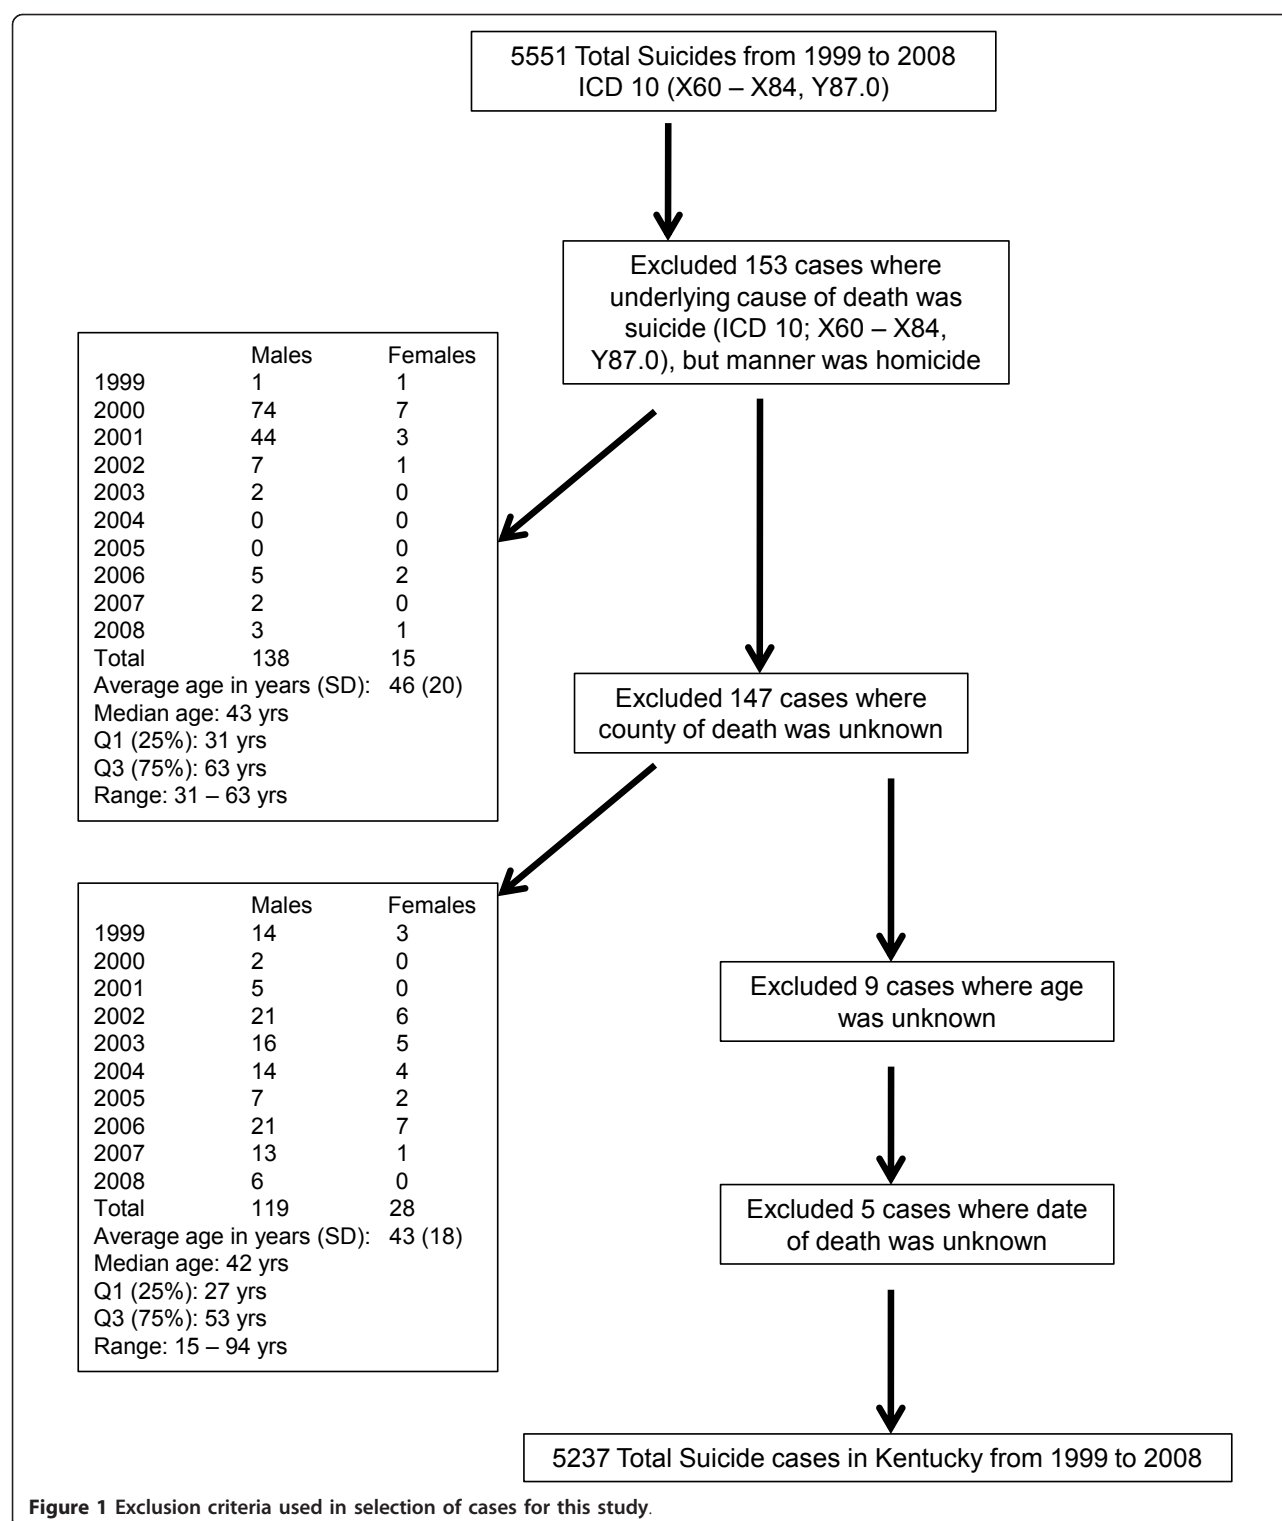 5551 Total Suicides from 1999 to 2008
ICD 10 (X60 – X84, Y87.0)
Excluded 153 cases where
underlying cause of death was
suicide (ICD 10; X60 – X84,
Y87.0), but manner was homicide
Males Females
1999 1 1
2000 74 7
2001 44 3
2002 7 1
2003 2 0
2004 0 0
2005 0 0
2006 5 2
2007 2 0
2008 3 1
Total 138 15
Average age in years (SD): 46 (20)
Median age: 43 yrs
Q1 (25%): 31 yrs
Q3 (75%): 63 yrs
Range: 31 – 63 yrs
Excluded 147 cases where
county of death was unknown
Males Females
1999 14 3
2000 2 0
2001 5 0
2002 21 6
2003 16 5
2004 14 4
2005 7 2
2006 21 7
2007 13 1
2008 6 0
Total 119 28
Average age in years (SD): 43 (18)
Median age: 42 yrs
Q1 (25%): 27 yrs
Q3 (75%): 53 yrs
Range: 15 – 94 yrs
Excluded 9 cases where age
was unknown
Excluded 5 cases where date
of death was unknown
5237 Total Suicide cases in Kentucky from 1999 to 2008
Figure 1 Exclusion criteria used in selection of cases for this study.